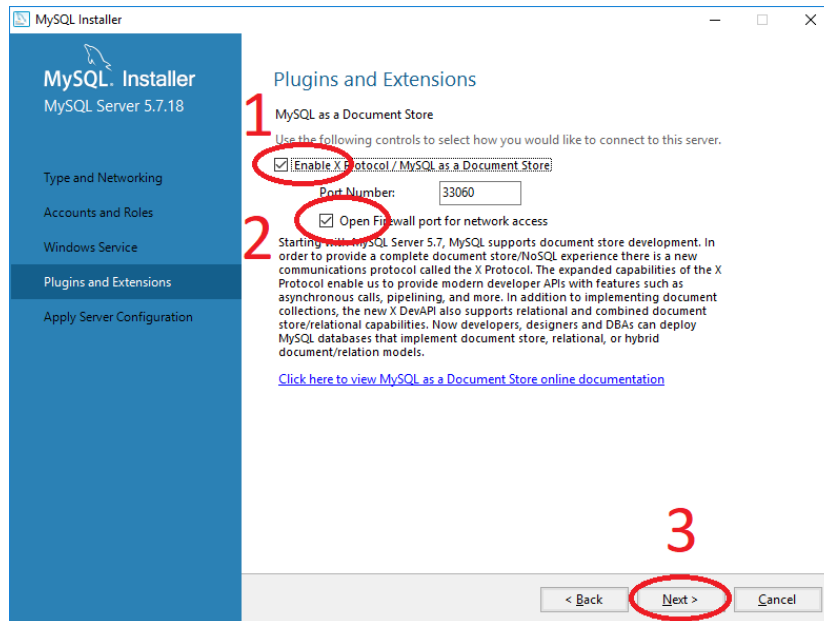 MySQL Installer
MySQL. Installer
MySQL Server 5.7.18
Type and Networking
Accounts and Roles
Windows Service
Plugins and Extensions
Apply Server Configuration
Plugins and Extensions
1
MySQL as a Document Store
Use the following controls to select how you would like to connect to this server.
Enable X Protocol / MySQL as a Document Store
Port Number: 33060
2
Open Firewall port for network access
Starting with MySQL Server 5.7, MySQL supports document store development. In
order to provide a complete document store/NoSQL experience there is a new
communications protocol called the X Protocol. The expanded capabilities of the X
Protocol enable us to provide modern developer APIs with features such as
asynchronous calls, pipelining, and more. In addition to implementing document
collections, the new X DevAPI also supports relational and combined document
store/relational capabilities. Now developers, designers and DBAs can deploy
MySQL databases that implement document store, relational, or hybrid
document/relation models.
Click here to view MySQL as a Document Store online documentation
3
< Back Next > Cancel